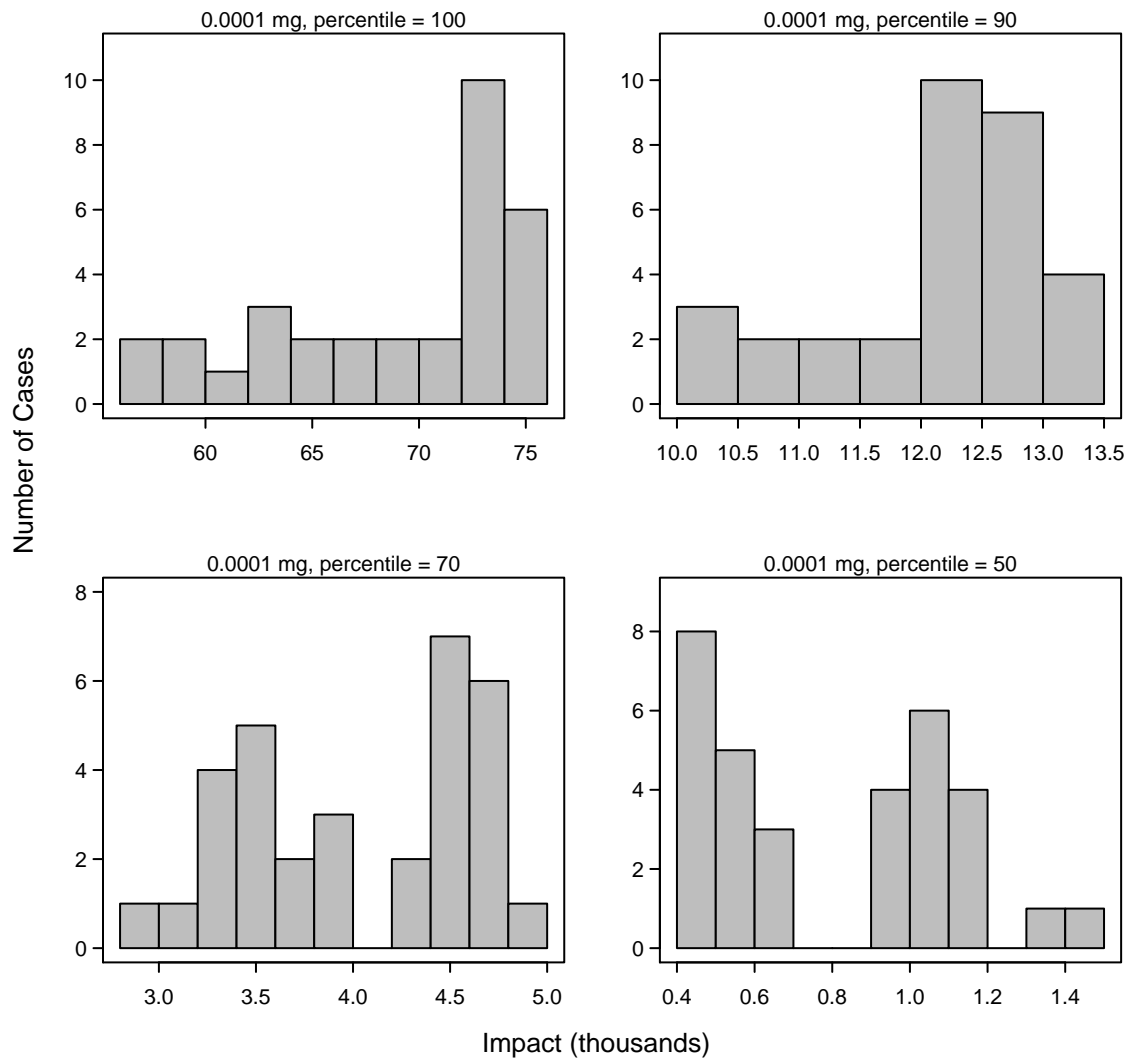 0.0001 mg, percentile = 100
10
8
6
4
2
0
60 65 70 75
0.0001 mg, percentile = 90
10
8
6
4
2
0
10.0 10.5 11.0 11.5 12.0 12.5 13.0 13.5
Number of Cases
0.0001 mg, percentile = 70
8
6
4
2
0
3.0 3.5 4.0 4.5 5.0
0.0001 mg, percentile = 50
8
6
4
2
0
0.4 0.6 0.8 1.0 1.2 1.4
Impact (thousands)